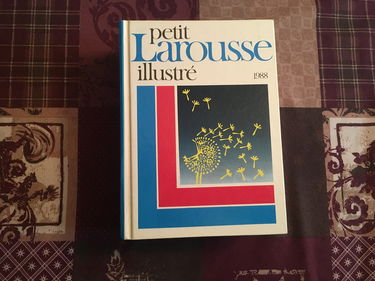 petit
Larousse
illustré
1988